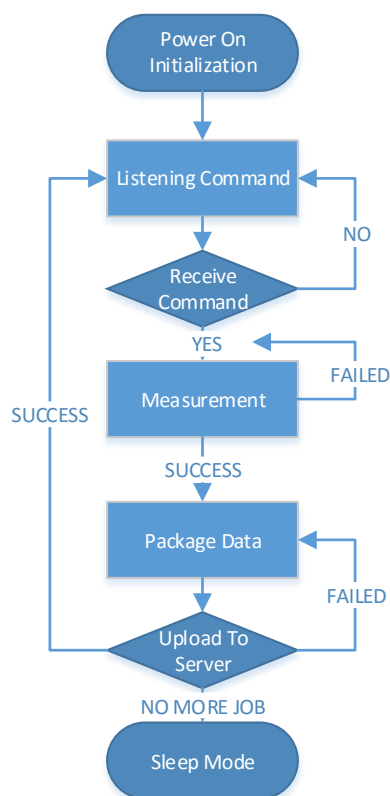 Power On
Initialization
Listening Command
NO
Receive
Command
YES
FAILED
Measurement
SUCCESS
SUCCESS
Package Data
FAILED
Upload To
Server
NO MORE JOB
Sleep Mode